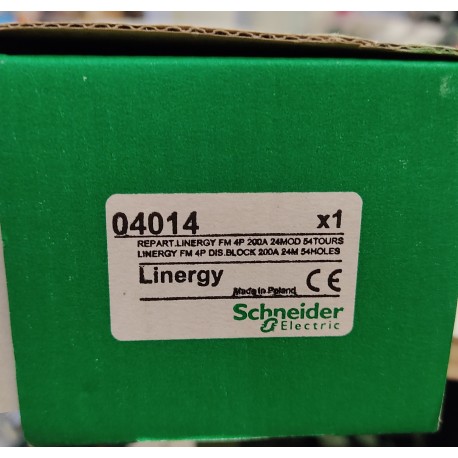 04014 x1
REPART.LINERGY FM 4P 200A 24MOD 54TOURS
LINERGY FM 4P DIS.BLOCK 200A 24M 54HOLES
Linergy Made in Poland CE
Schneider
Electric